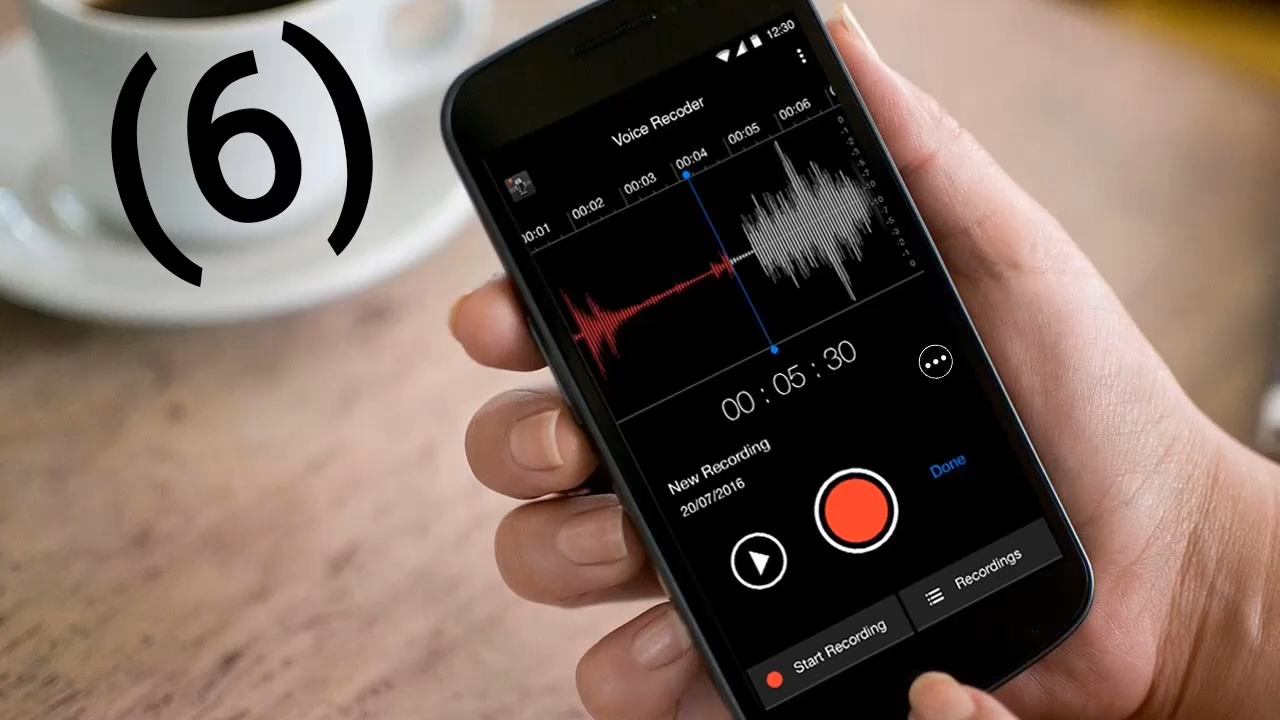 (6)
12:30
Voice Recoder
00:01 00:02 00:03 00:04 00:05 00:06
00 : 05 : 30
New Recording
20/07/2016
Done
Start Recording
Recordings